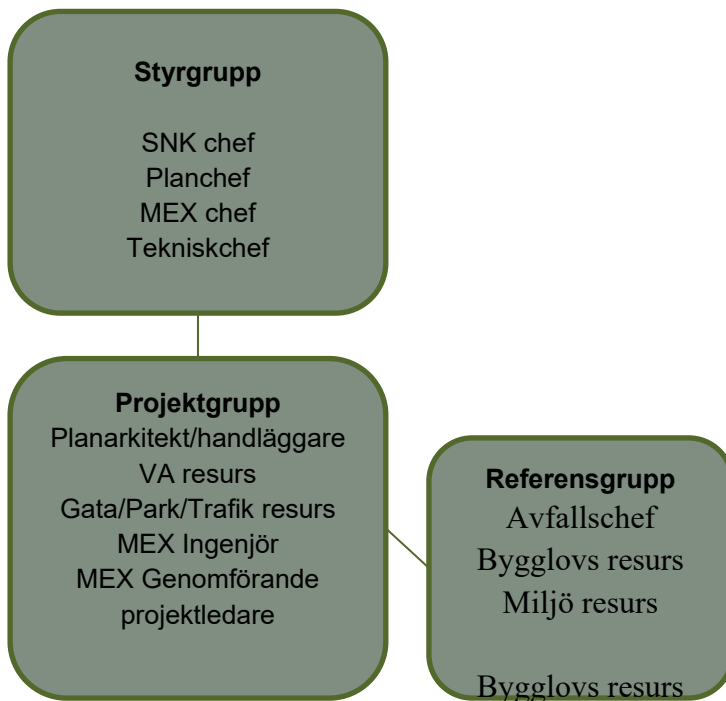 Styrgrupp
SNK chef
Planchef
MEX chef
Tekniskchef
Projektgrupp
Planarkitekt/handläggare
VA resurs
Gata/Park/Trafik resurs
MEX Ingenjör
MEX Genomförande
projektledare
Referensgrupp
Avfallschef
Bygglovs resurs
Miljö resurs
Bygglovs resurs